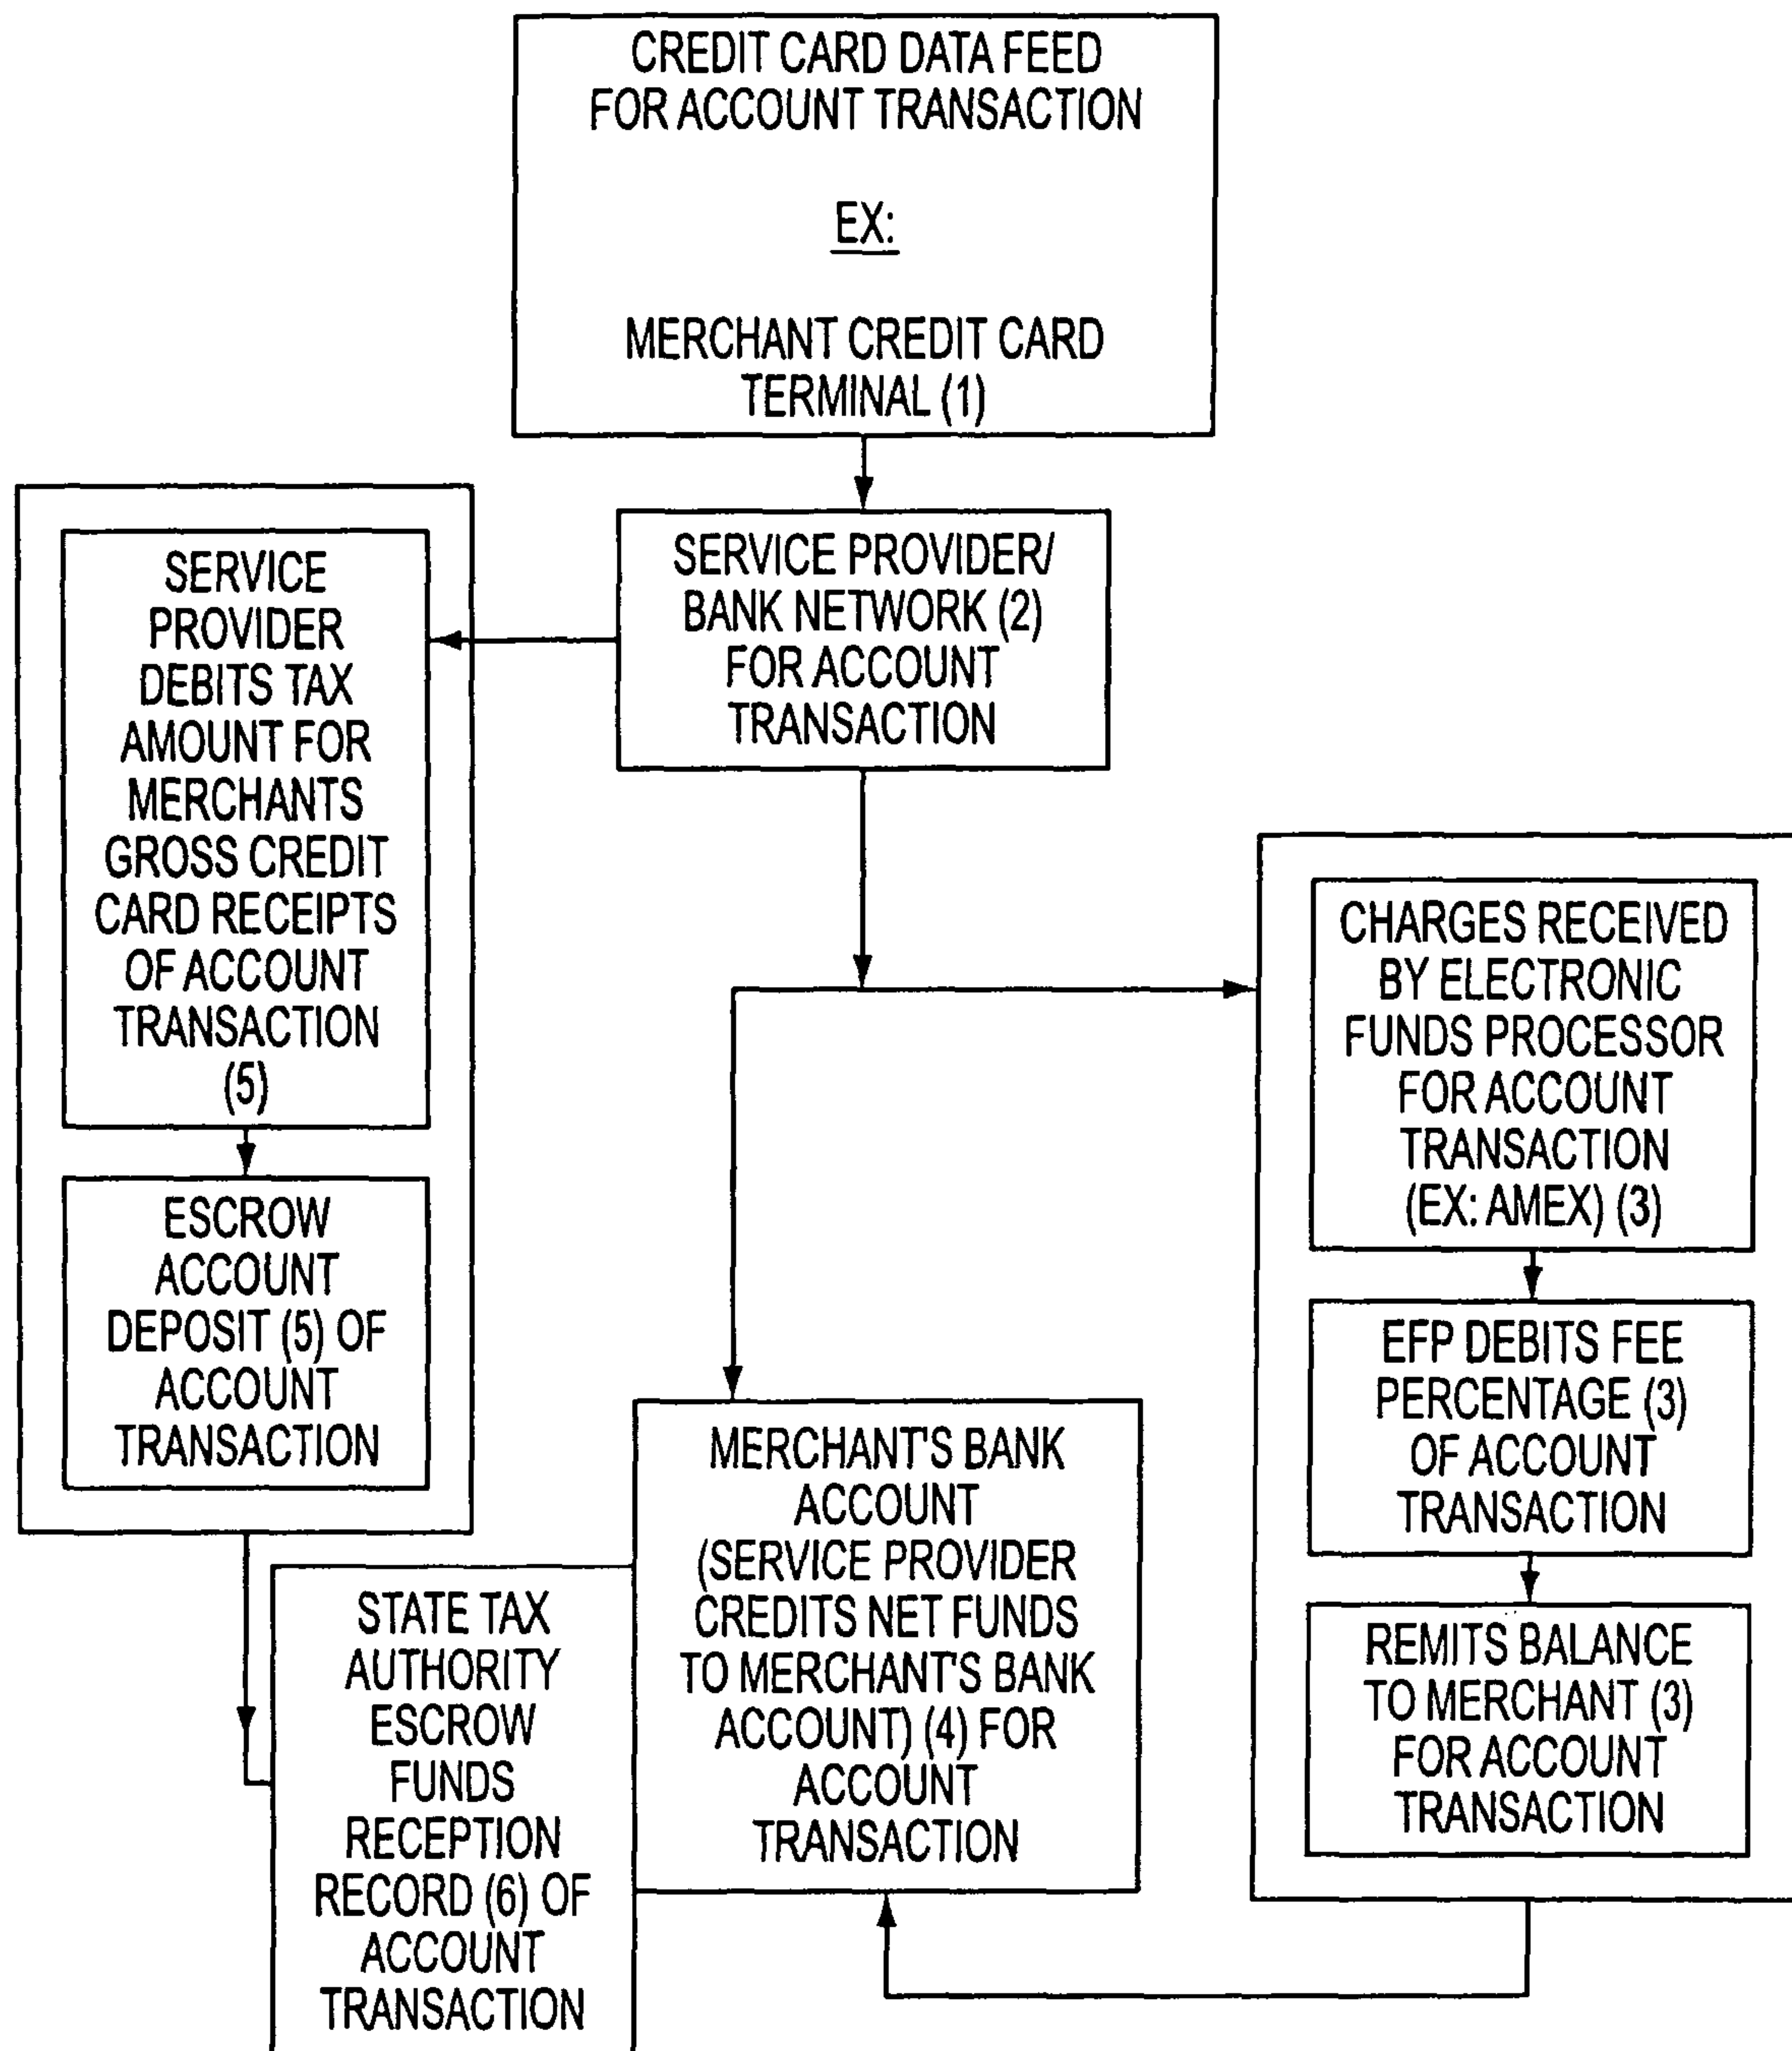 CREDIT CARD DATA FEED
FOR ACCOUNT TRANSACTION
EX:
MERCHANT CREDIT CARD
TERMINAL (1)
SERVICE PROVIDER/
BANK NETWORK (2)
FOR ACCOUNT
TRANSACTION
SERVICE
PROVIDER
DEBITS TAX
AMOUNT FOR
MERCHANTS
GROSS CREDIT
CARD RECEIPTS
OF ACCOUNT
TRANSACTION
(5)
ESCROW
ACCOUNT
DEPOSIT (5) OF
ACCOUNT
TRANSACTION
CHARGES RECEIVED
BY ELECTRONIC
FUNDS PROCESSOR
FOR ACCOUNT
TRANSACTION
(EX: AMEX) (3)
EFP DEBITS FEE
PERCENTAGE (3)
OF ACCOUNT
TRANSACTION
REMITS BALANCE
TO MERCHANT (3)
FOR ACCOUNT
TRANSACTION
MERCHANT'S BANK
ACCOUNT
(SERVICE PROVIDER
CREDITS NET FUNDS
TO MERCHANT'S BANK
ACCOUNT) (4) FOR
ACCOUNT
TRANSACTION
STATE TAX
AUTHORITY
ESCROW
FUNDS
RECEPTION
RECORD (6) OF
ACCOUNT
TRANSACTION